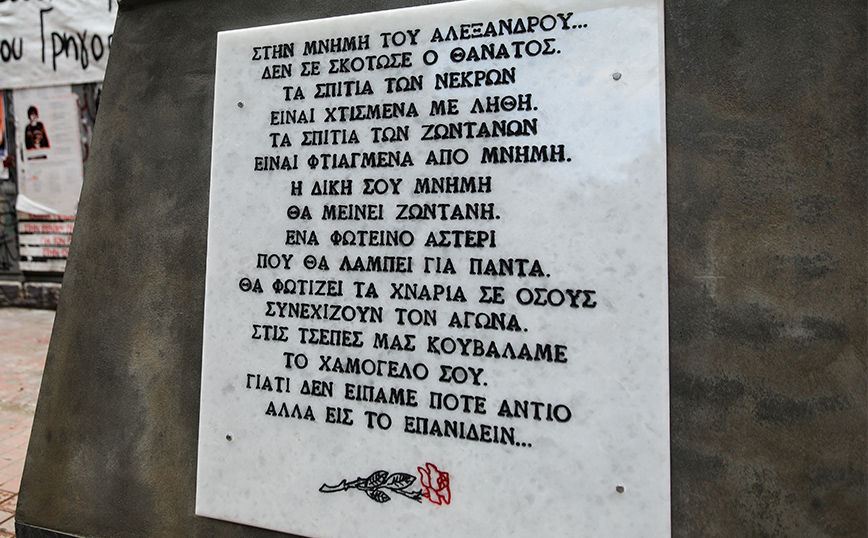 ου Γρηγο
ΣΤΗΝ ΜΝΗΜΗ ΤΟΥ ΑΛΕΞΑΝΔΡΟΥ...
ΔΕΝ ΣΕ ΣΚΟΤΩΣΕ Ο ΘΑΝΑΤΟΣ.
ΤΑ ΣΠΙΤΙΑ ΤΩΝ ΝΕΚΡΩΝ
ΕΙΝΑΙ ΧΤΙΣΜΕΝΑ ΜΕ ΛΗΘΗ.
ΤΑ ΣΠΙΤΙΑ ΤΩΝ ΖΩΝΤΑΝΩΝ
ΕΙΝΑΙ ΦΤΙΑΓΜΕΝΑ ΑΠΟ ΜΝΗΜΗ.
Η ΔΙΚΗ ΣΟΥ ΜΝΗΜΗ
ΘΑ ΜΕΙΝΕΙ ΖΩΝΤΑΝΗ.
ΕΝΑ ΦΩΤΕΙΝΟ ΑΣΤΕΡΙ
ΠΟΥ ΘΑ ΛΑΜΠΕΙ ΓΙΑ ΠΑΝΤΑ.
ΘΑ ΦΩΤΙΖΕΙ ΤΑ ΧΝΑΡΙΑ ΣΕ ΟΣΟΥΣ
ΣΥΝΕΧΙΖΟΥΝ ΤΟΝ ΑΓΩΝΑ.
ΣΤΙΣ ΤΣΕΠΕΣ ΜΑΣ ΚΟΥΒΑΛΑΜΕ
ΤΟ ΧΑΜΟΓΕΛΟ ΣΟΥ.
ΓΙΑΤΙ ΔΕΝ ΕΙΠΑΜΕ ΠΟΤΕ ΑΝΤΙΟ
ΑΛΛΑ ΕΙΣ ΤΟ ΕΠΑΝΙΔΕΙΝ...